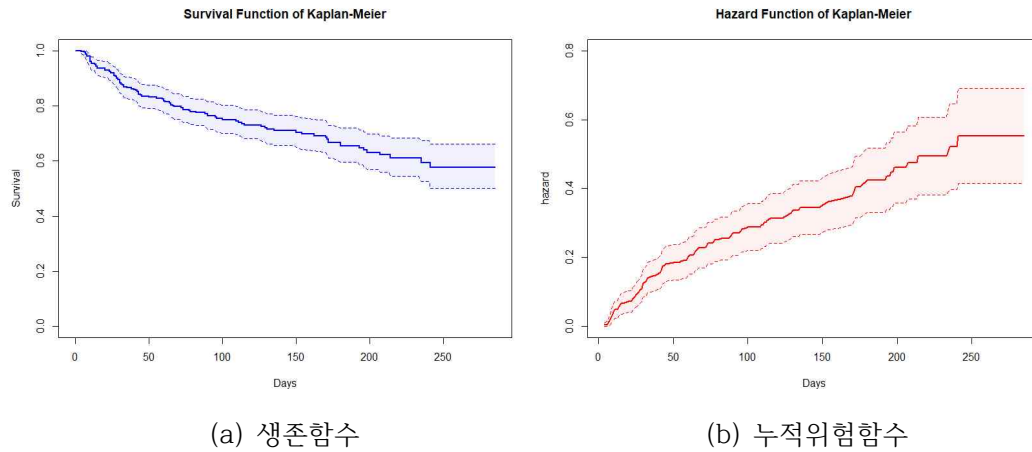 Survival Function of Kaplan-Meier
Survival
1.0
0.8
0.6
0.4
0.2
0.0
0 50 100 150 200 250
Days
(a) 생존함수
Hazard Function of Kaplan-Meier
hazard
0.8
0.6
0.4
0.2
0.0
0 50 100 150 200 250
Days
(b) 누적위험함수